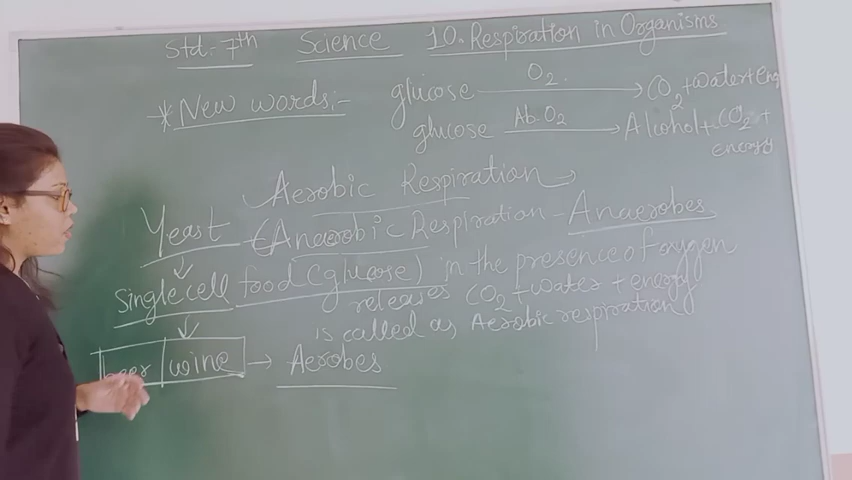 Std:- 7th Science 10. Respiration in Organisms
* New words:-
glucose O2 → CO2 + water + eng
glucose Ab-O2 → Alcohol + CO2 +
energy
Aerobic Respiration →
Yeast - (Anaerobic Respiration - Anaerobes
Single cell food (glucose) in the presence of oxygen
releases CO2 + water + energy
is called as Aerobic respiration
beer wine → Aerobes